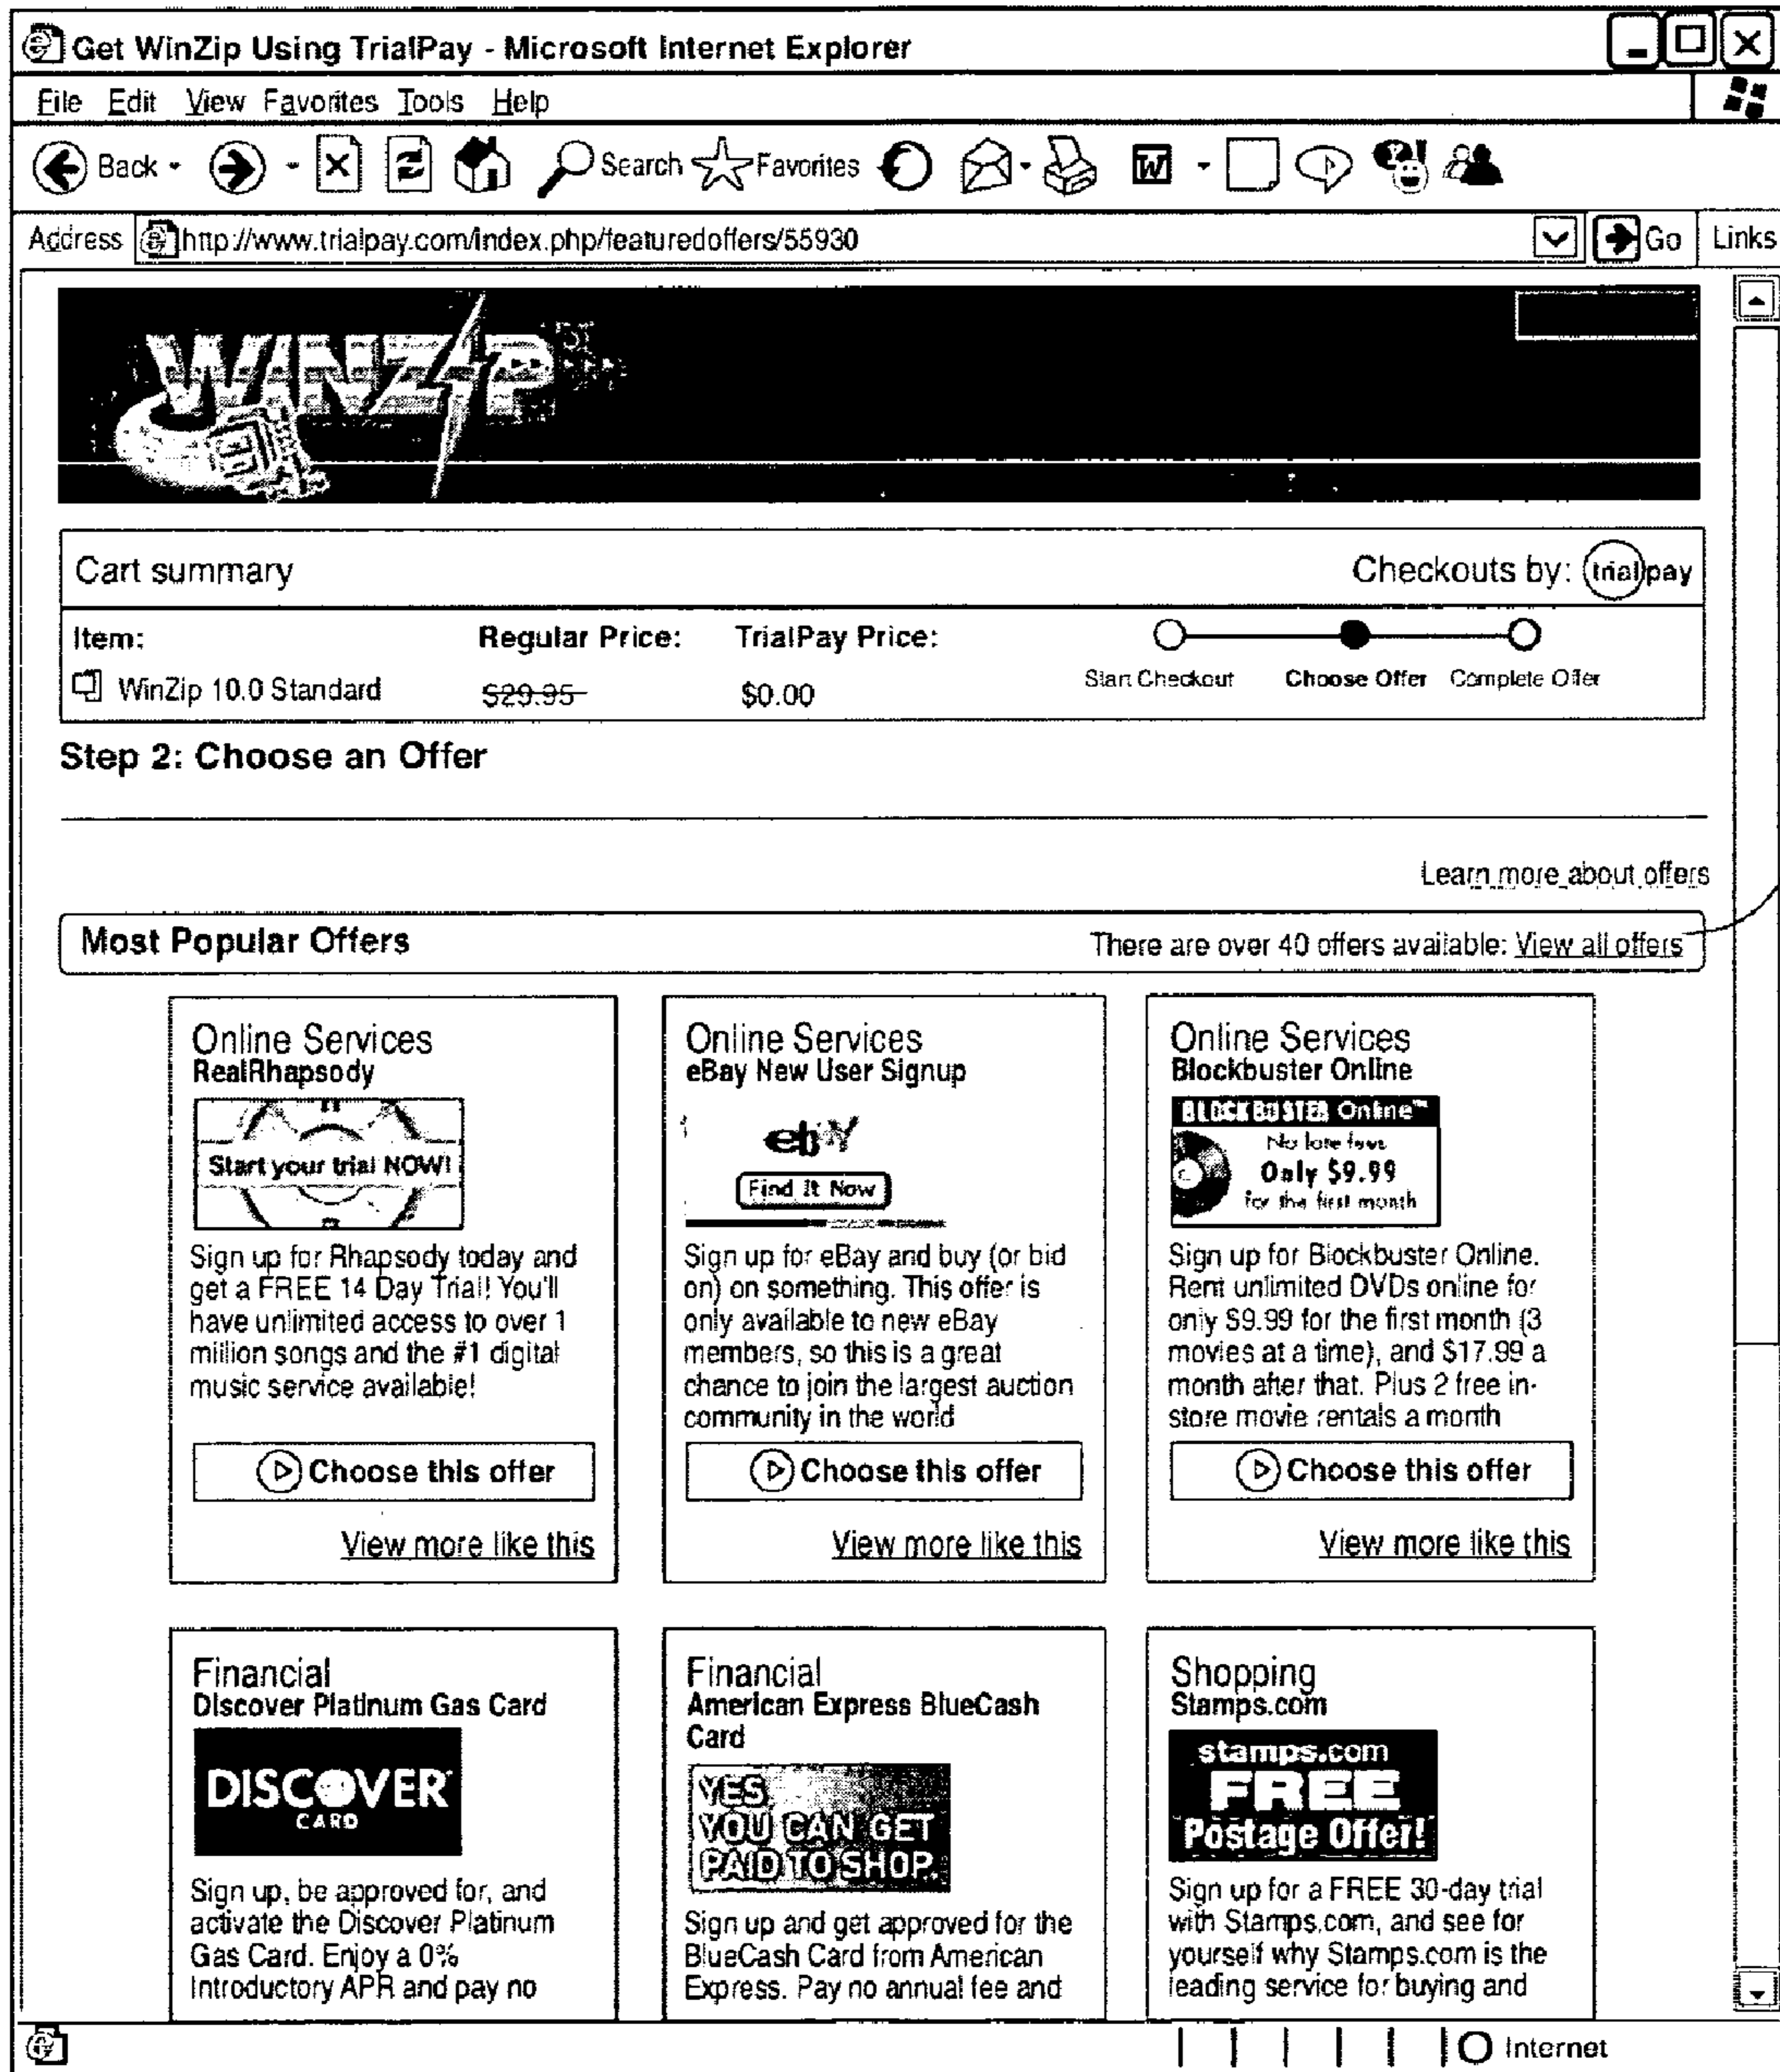 Get WinZip Using TrialPay - Microsoft Internet Explorer
File Edit View Favorites Tools Help
Back Search Favorites
Address http://www.trialpay.com/index.php/featuredoffers/55930 Go Links
WINZIP
Cart summary Checkouts by: trialpay
Item: Regular Price: TrialPay Price:
WinZip 10.0 Standard $29.95 $0.00
Start Checkout Choose Offer Complete Offer
Step 2: Choose an Offer
Learn more about offers
Most Popular Offers There are over 40 offers available: View all offers
Online Services
RealRhapsody
Start your trial NOW!
Sign up for Rhapsody today and
get a FREE 14 Day Trial! You'll
have unlimited access to over 1
million songs and the #1 digital
music service available!
Choose this offer
View more like this
Online Services
eBay New User Signup
ebY
Find It Now
Sign up for eBay and buy (or bid
on) on something. This offer is
only available to new eBay
members, so this is a great
chance to join the largest auction
community in the world
Choose this offer
View more like this
Online Services
Blockbuster Online
BLOCKBUSTER Online™
No late fees
Only $9.99
for the first month
Sign up for Blockbuster Online.
Rent unlimited DVDs online for
only $9.99 for the first month (3
movies at a time), and $17.99 a
month after that. Plus 2 free in-
store movie rentals a month
Choose this offer
View more like this
Financial
Discover Platinum Gas Card
DISCOVER
CARD
Sign up, be approved for, and
activate the Discover Platinum
Gas Card. Enjoy a 0%
Introductory APR and pay no
Financial
American Express BlueCash
Card
YES
YOU CAN GET
PAID TO SHOP.
Sign up and get approved for the
BlueCash Card from American
Express. Pay no annual fee and
Shopping
Stamps.com
stamps.com
FREE
Postage Offer!
Sign up for a FREE 30-day trial
with Stamps.com, and see for
yourself why Stamps.com is the
leading service for buying and
Internet